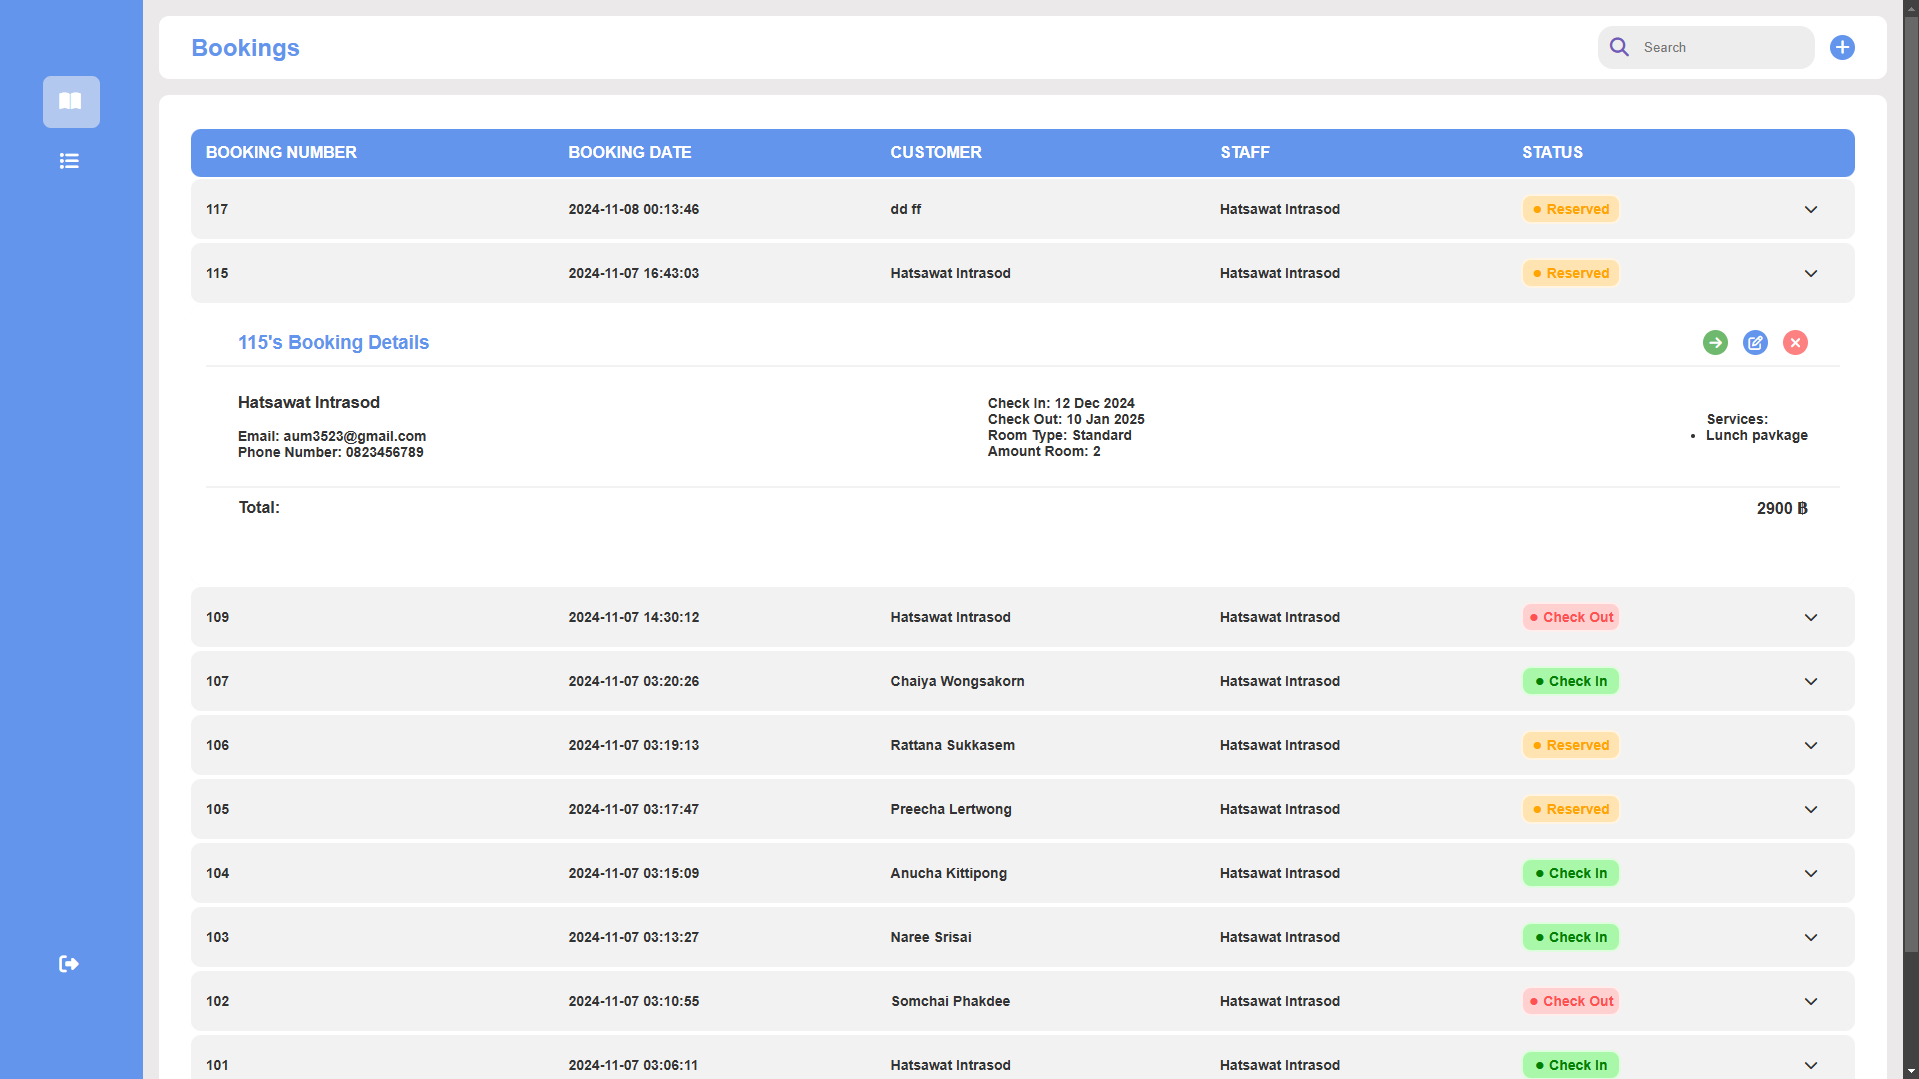 Bookings
Search
BOOKING NUMBER BOOKING DATE CUSTOMER STAFF STATUS
117 2024-11-08 00:13:46 dd ff Hatsawat Intrasod Reserved
115 2024-11-07 16:43:03 Hatsawat Intrasod Hatsawat Intrasod Reserved
115's Booking Details
Hatsawat Intrasod
Email: aum3523@gmail.com
Phone Number: 0823456789
Check In: 12 Dec 2024
Check Out: 10 Jan 2025
Room Type: Standard
Amount Room: 2
Services:
• Lunch pavkage
Total: 2900 ฿
109 2024-11-07 14:30:12 Hatsawat Intrasod Hatsawat Intrasod Check Out
107 2024-11-07 03:20:26 Chaiya Wongsakorn Hatsawat Intrasod Check In
106 2024-11-07 03:19:13 Rattana Sukkasem Hatsawat Intrasod Reserved
105 2024-11-07 03:17:47 Preecha Lertwong Hatsawat Intrasod Reserved
104 2024-11-07 03:15:09 Anucha Kittipong Hatsawat Intrasod Check In
103 2024-11-07 03:13:27 Naree Srisai Hatsawat Intrasod Check In
102 2024-11-07 03:10:55 Somchai Phakdee Hatsawat Intrasod Check Out
101 2024-11-07 03:06:11 Hatsawat Intrasod Hatsawat Intrasod Check In